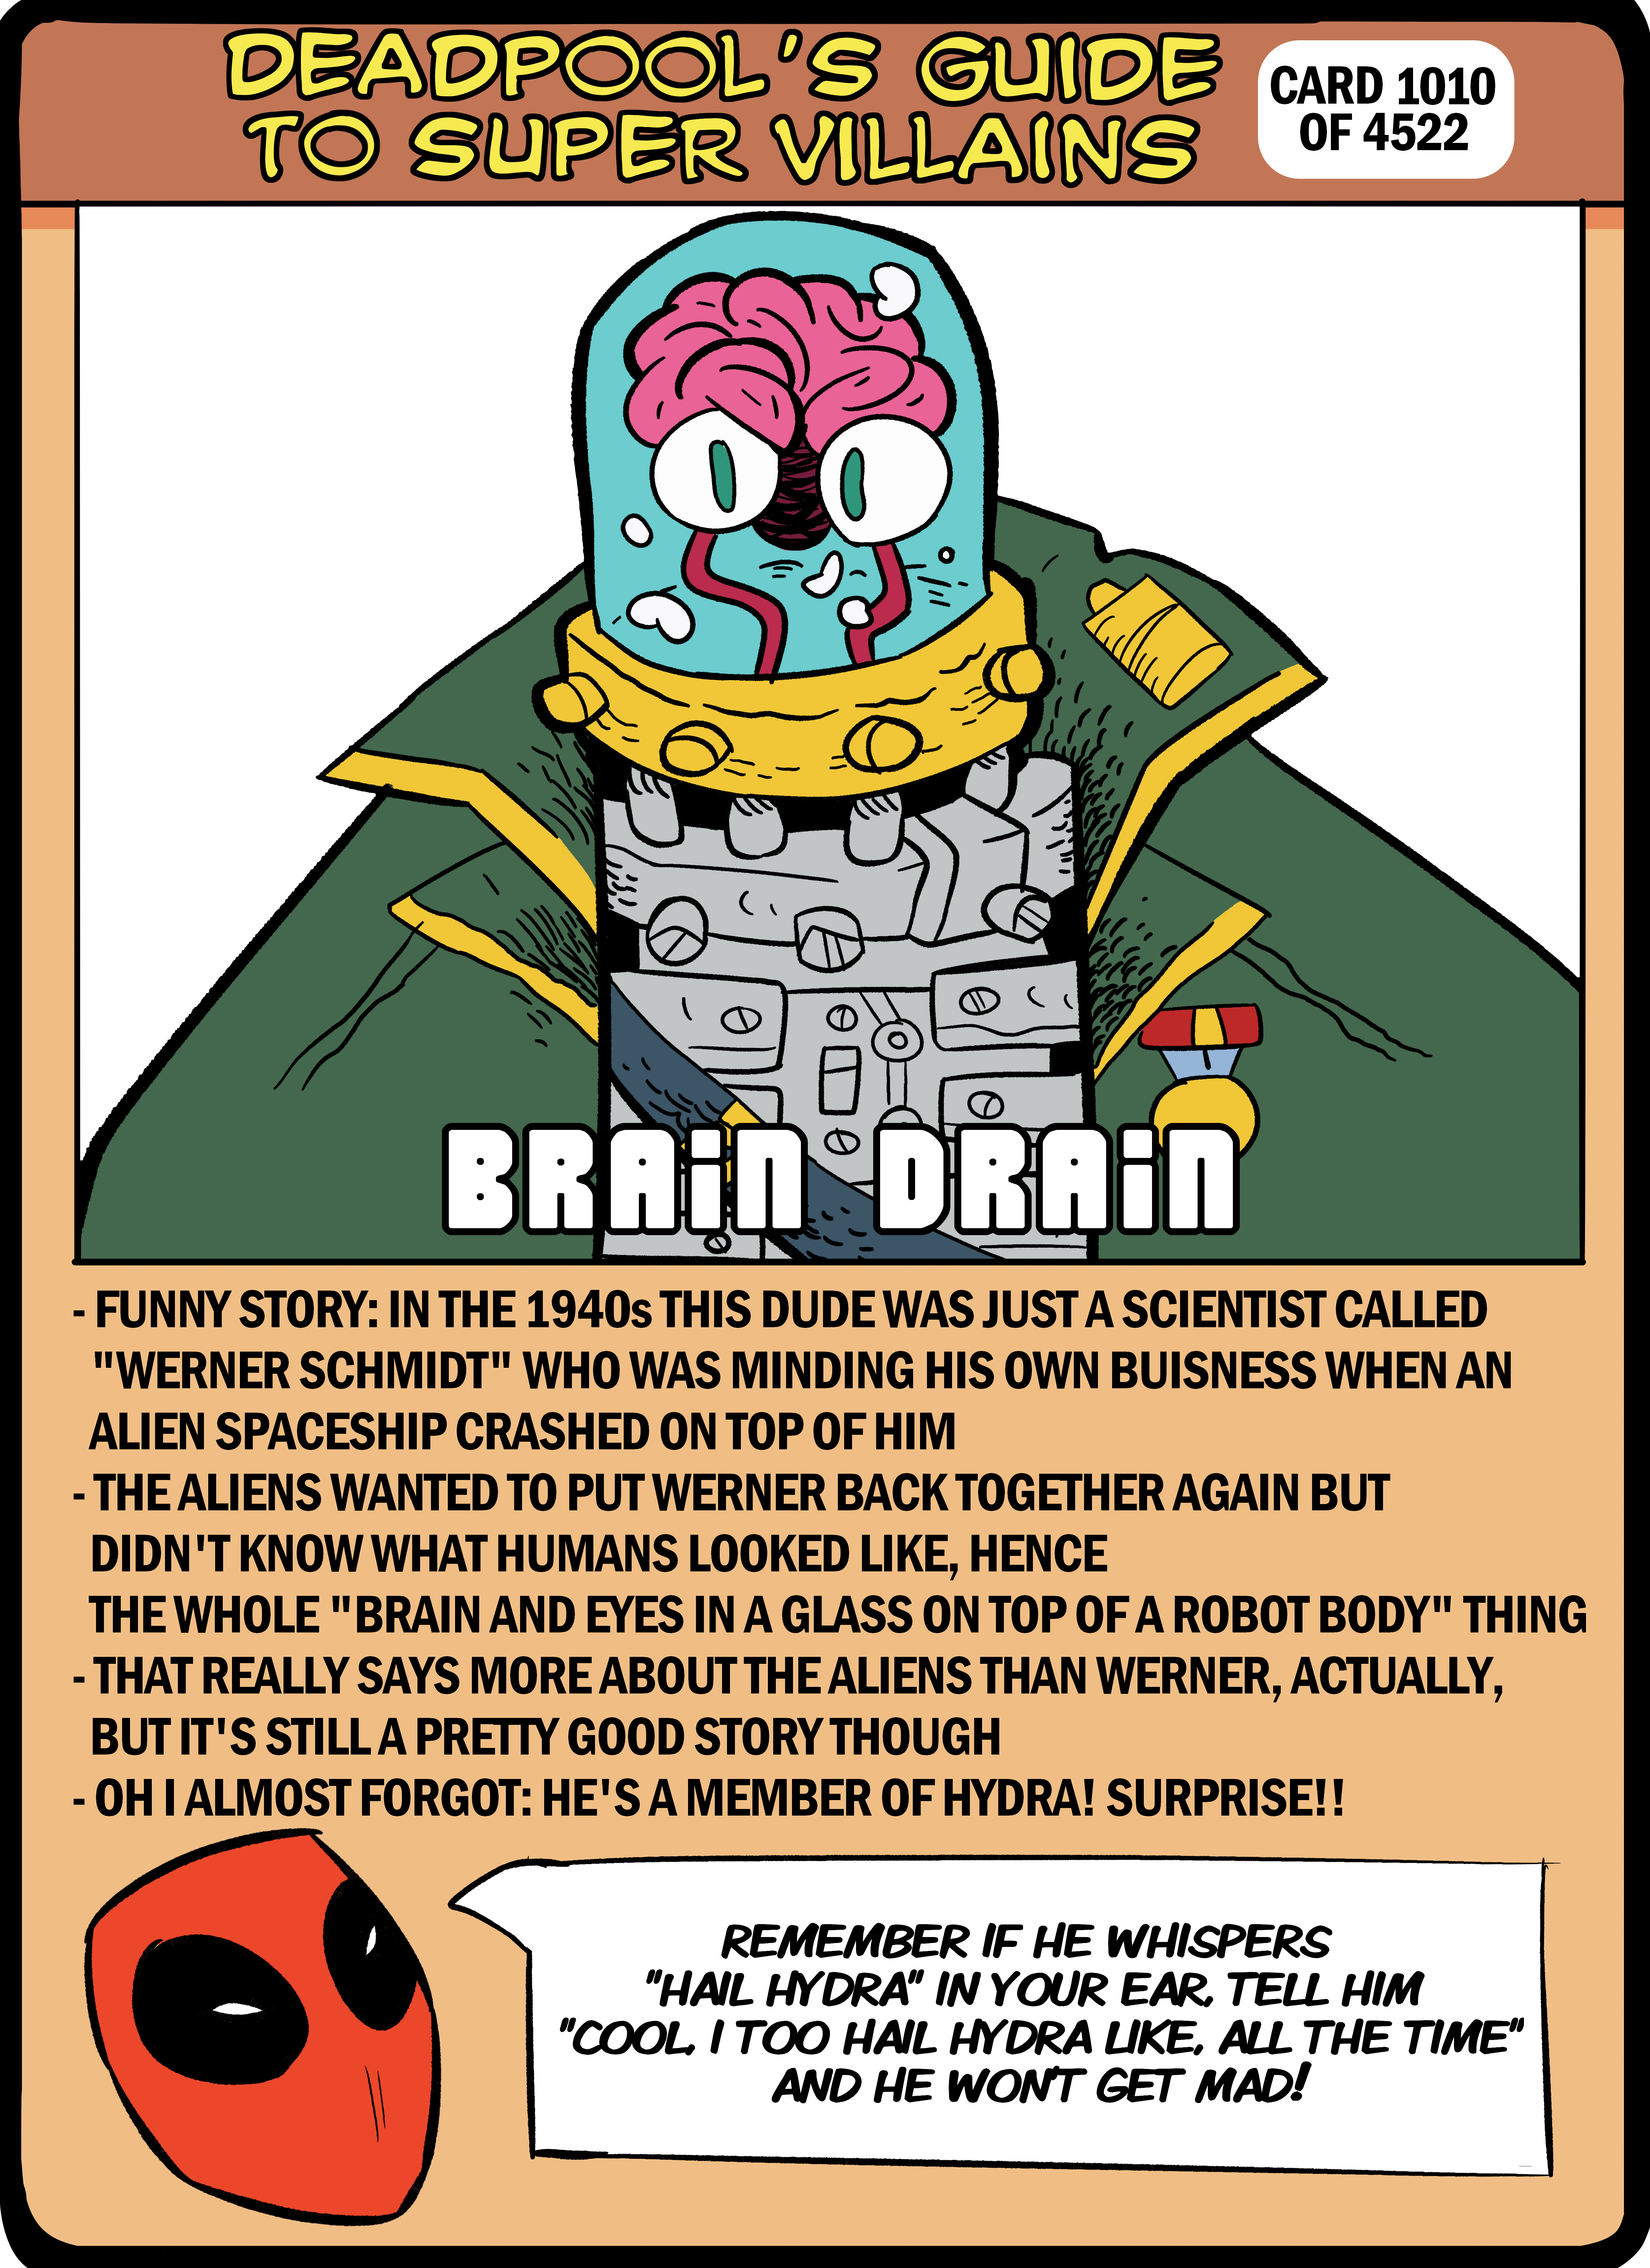 DEADPOOL'S GUIDE
TO SUPER VILLAINS
CARD 1010
OF 4522
BRAiN DRAiN
- FUNNY STORY: IN THE 1940s THIS DUDE WAS JUST A SCIENTIST CALLED
"WERNER SCHMIDT" WHO WAS MINDING HIS OWN BUISNESS WHEN AN
ALIEN SPACESHIP CRASHED ON TOP OF HIM
- THE ALIENS WANTED TO PUT WERNER BACK TOGETHER AGAIN BUT
DIDN'T KNOW WHAT HUMANS LOOKED LIKE, HENCE
THE WHOLE "BRAIN AND EYES IN A GLASS ON TOP OF A ROBOT BODY" THING
- THAT REALLY SAYS MORE ABOUT THE ALIENS THAN WERNER, ACTUALLY,
BUT IT'S STILL A PRETTY GOOD STORY THOUGH
- OH I ALMOST FORGOT: HE'S A MEMBER OF HYDRA! SURPRISE!!
REMEMBER IF HE WHISPERS
"HAIL HYDRA" IN YOUR EAR, TELL HIM
"COOL, I TOO HAIL HYDRA LIKE, ALL THE TIME"
AND HE WON'T GET MAD!